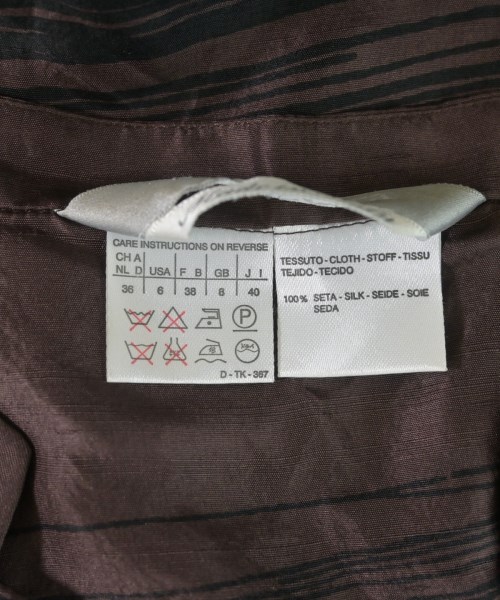 CARE INSTRUCTIONS ON REVERSE
CH A
NL D USA F B GB J I
36 6 38 8 40
P
D - TK - 367
TESSUTO - CLOTH - STOFF - TISSU
TEJIDO - TECIDO
100% SETA - SILK - SEIDE - SOIE
SEDA